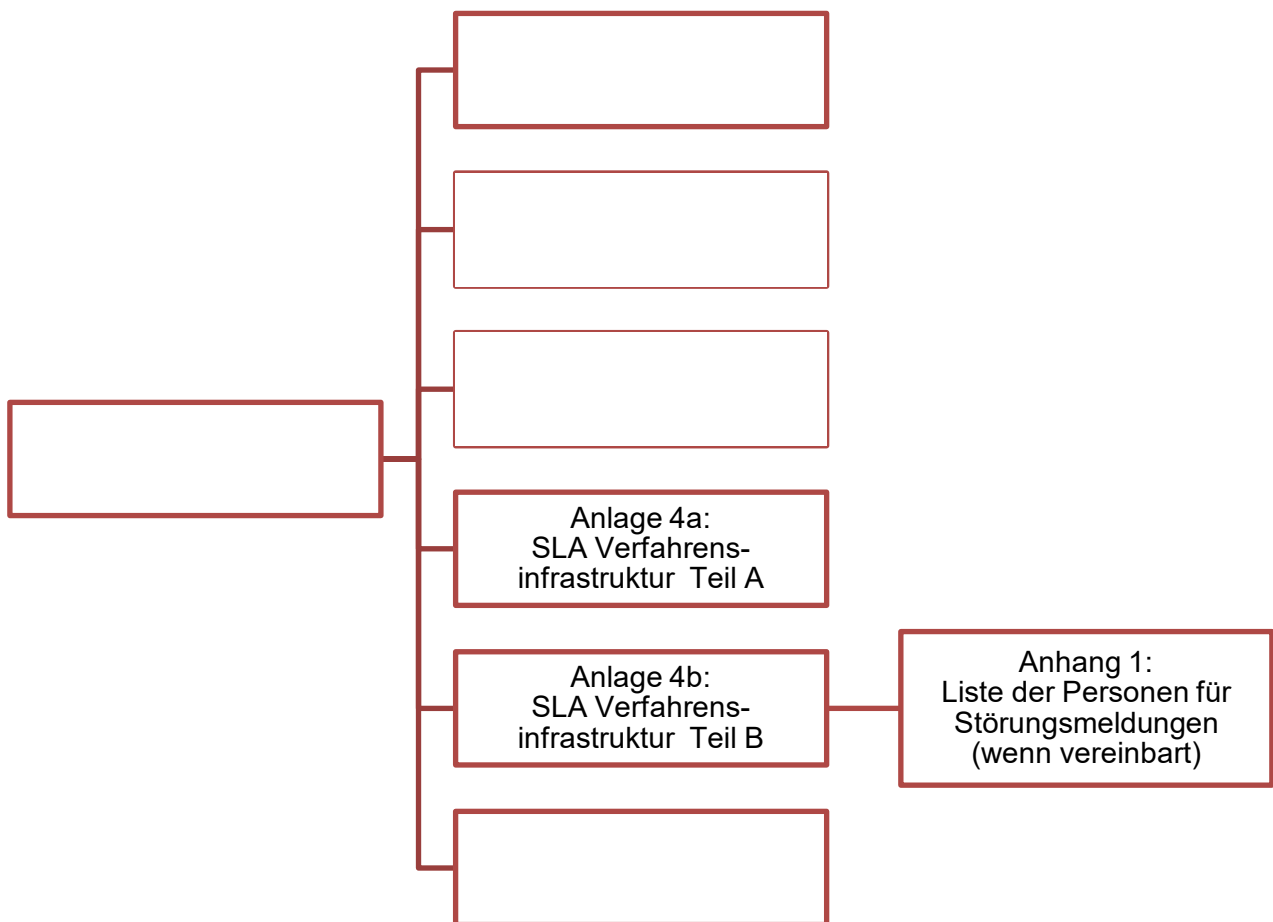 Anlage 4a:
SLA Verfahrens-
infrastruktur Teil A
Anlage 4b:
SLA Verfahrens-
infrastruktur Teil B
Anhang 1:
Liste der Personen für
Störungsmeldungen
(wenn vereinbart)